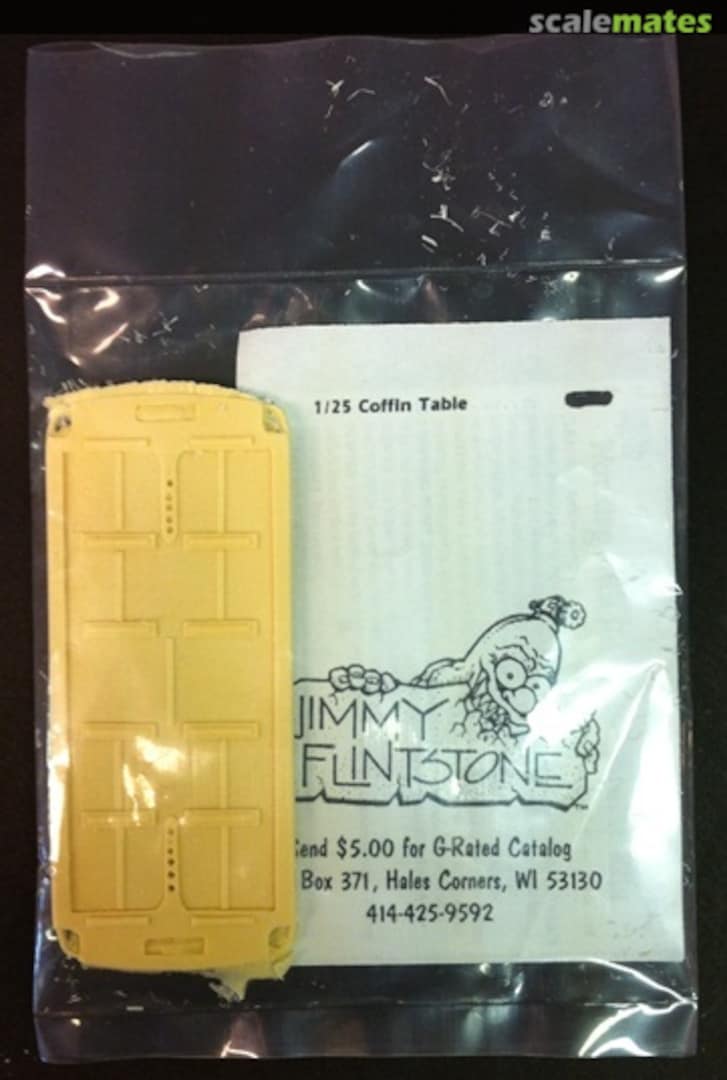 scalemates
1/25 Coffin Table
JIMMY
FLINTSTONE™
Send $5.00 for G-Rated Catalog
Box 371, Hales Corners, WI 53130
414-425-9592